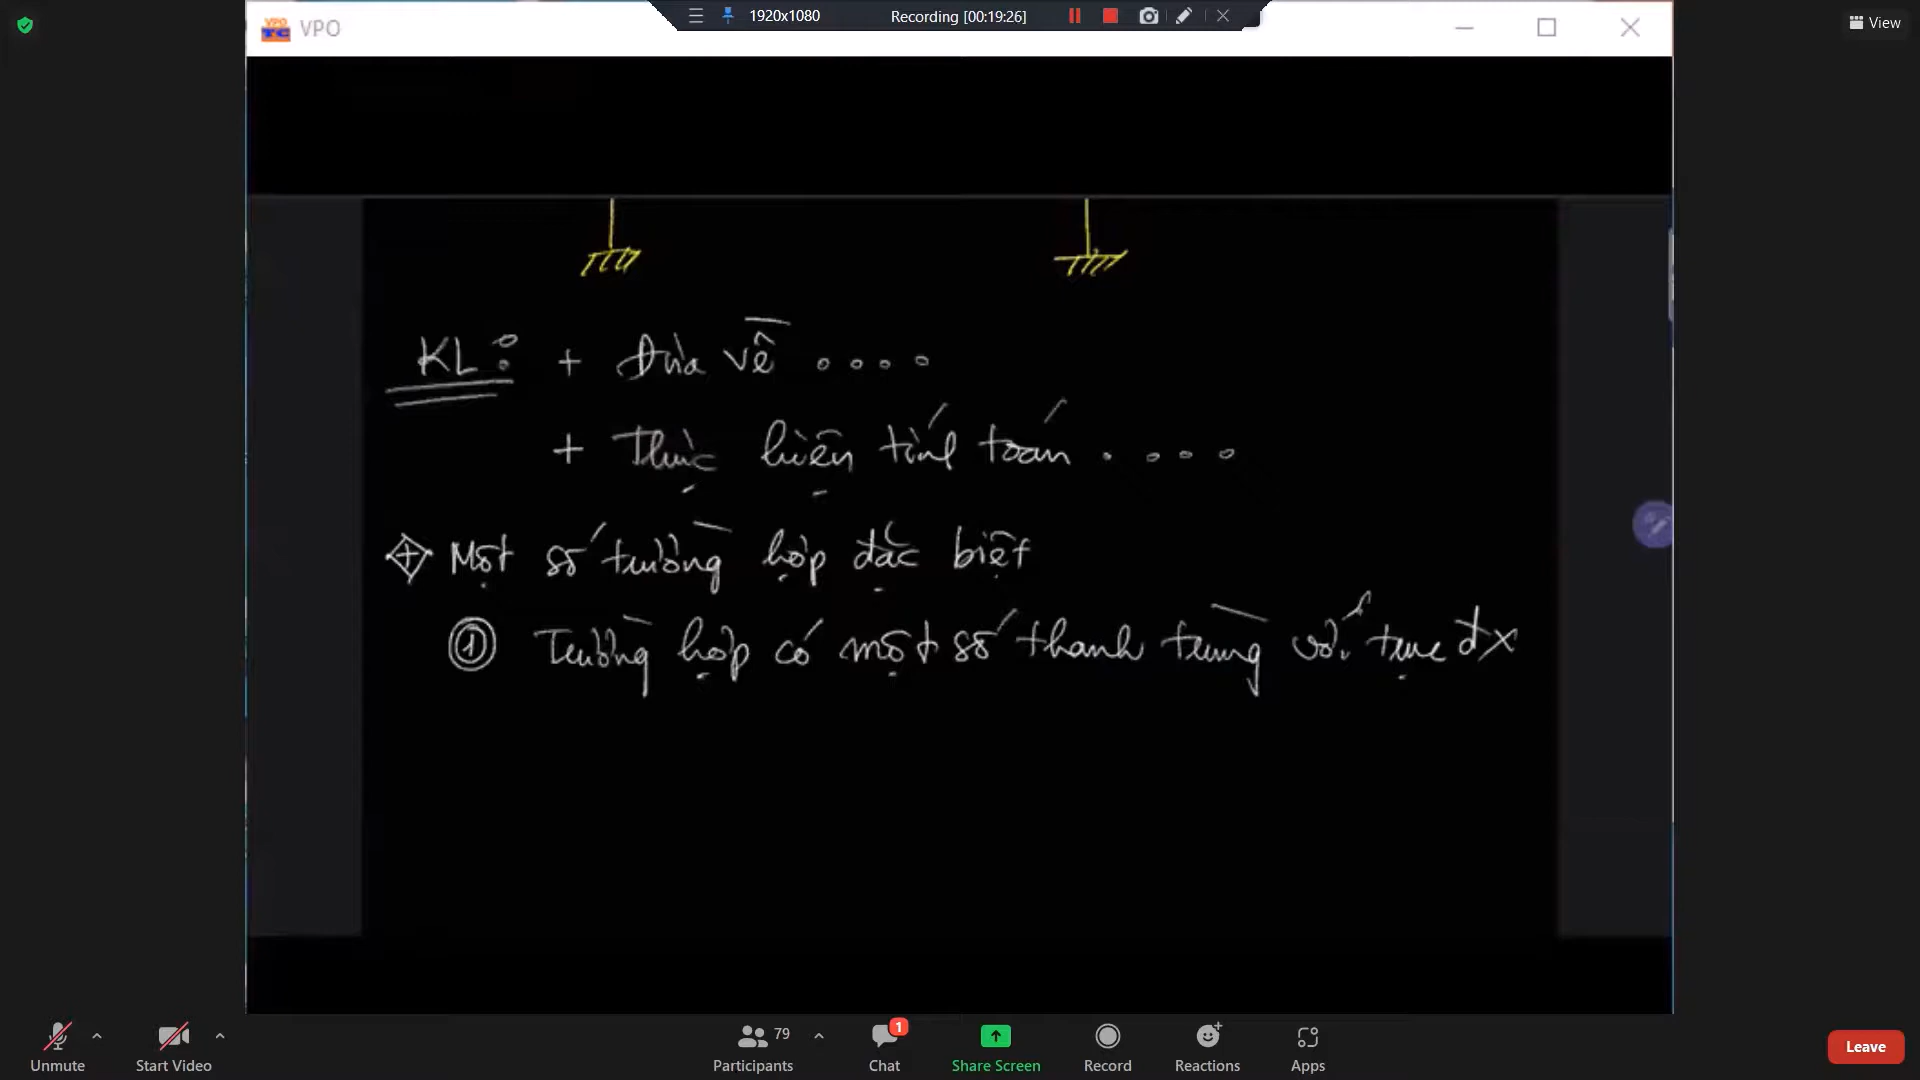 1920x1080
Recording [00:19:26]
View
VPO
TC
VPO
KL: + Đưa về ....
+ Thực hiện tính toán ....
Một số trường hợp đặc biệt
① Trường hợp có một số thanh trùng với trục đx
Unmute
Start Video
79
Participants
1
Chat
Share Screen
Record
Reactions
Apps
Leave